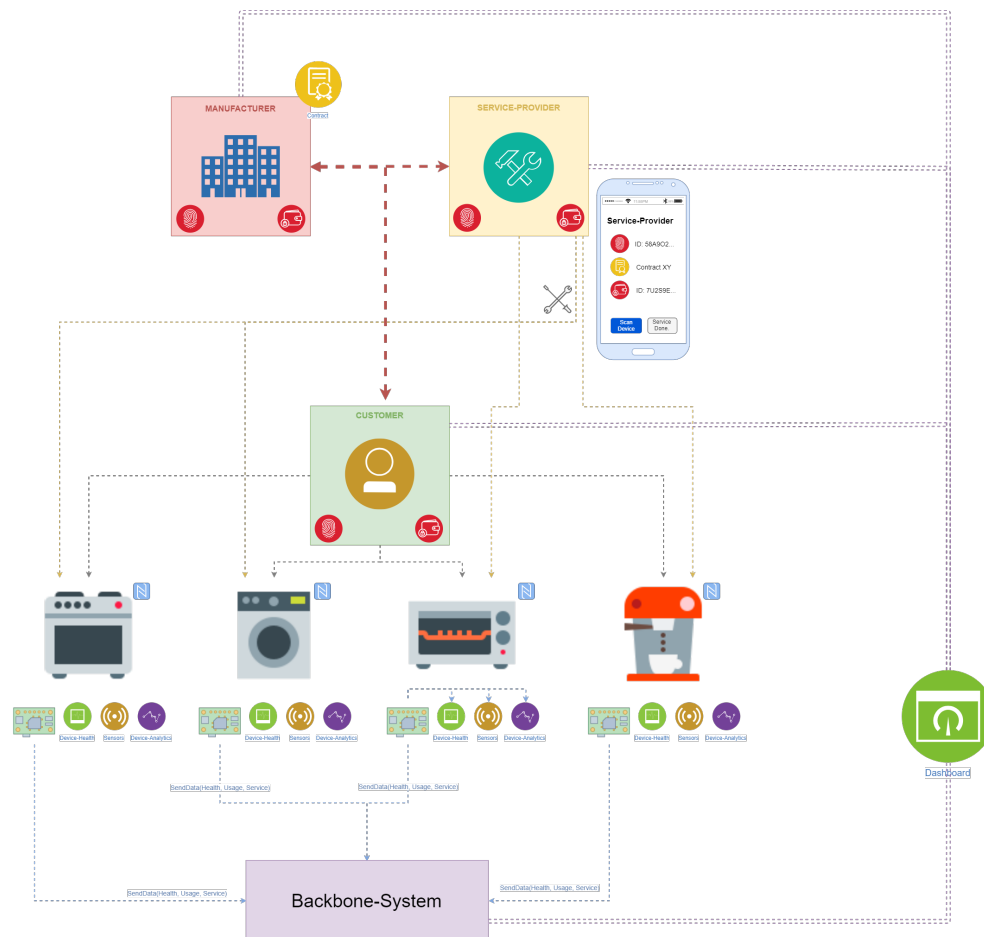 MANUFACTURER
Contract
SERVICE-PROVIDER
Service-Provider
ID: 58A9O2...
Contract XY
ID: 7U2S9E...
Scan
Device
Service
Done.
CUSTOMER
Device-Health
Sensors
Device-Analytics
Device-Health
Sensors
Device-Analytics
Device-Health
Sensors
Device-Analytics
Device-Health
Sensors
Device-Analytics
Dashboard
SendData(Health, Usage, Service)
SendData(Health, Usage, Service)
SendData(Health, Usage, Service)
SendData(Health, Usage, Service)
Backbone-System